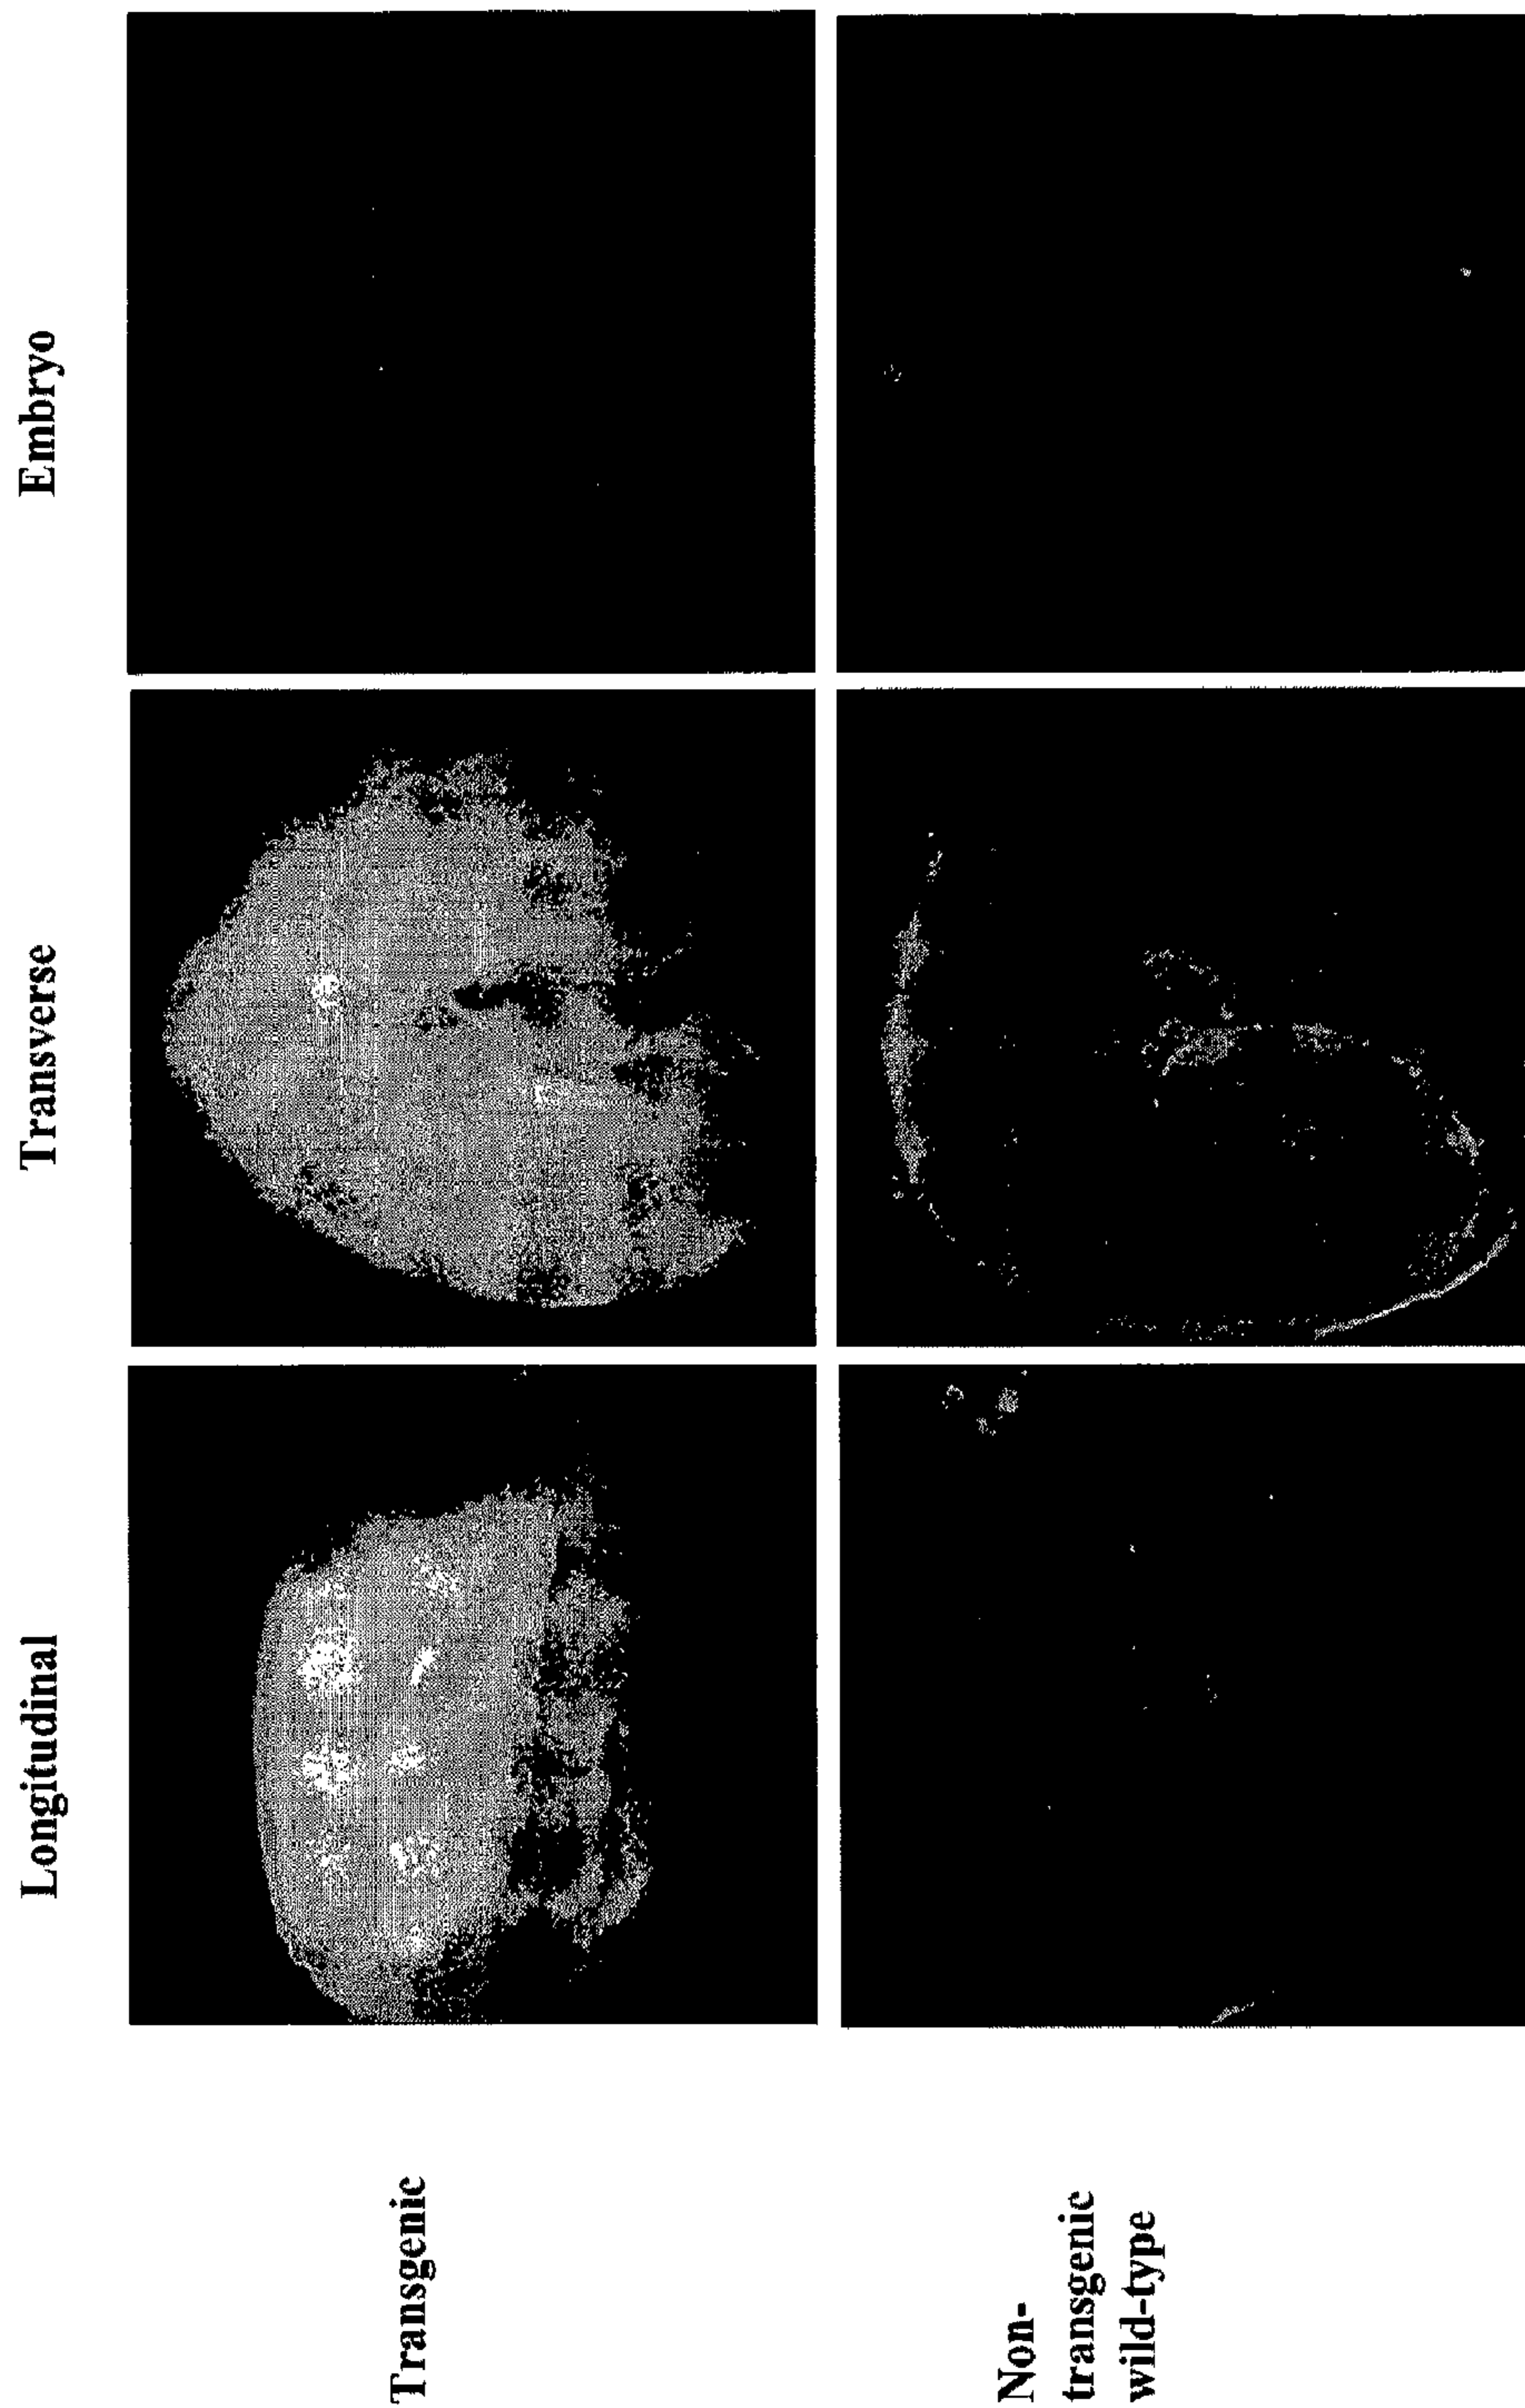 Longitudinal
Transverse
Embryo
Transgenic
Non-
transgenic
wild-type